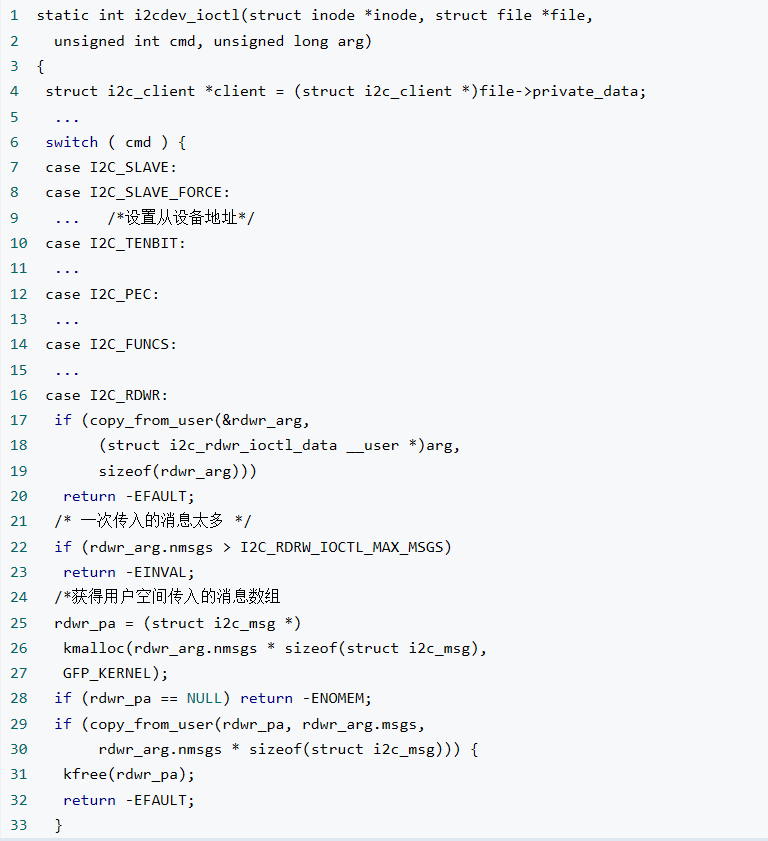 1 static int i2cdev_ioctl(struct inode *inode, struct file *file,
2 unsigned int cmd, unsigned long arg)
3 {
4 struct i2c_client *client = (struct i2c_client *)file->private_data;
5 ...
6 switch ( cmd ) {
7 case I2C_SLAVE:
8 case I2C_SLAVE_FORCE:
9 ... /*设置从设备地址*/
10 case I2C_TENBIT:
11 ...
12 case I2C_PEC:
13 ...
14 case I2C_FUNCS:
15 ...
16 case I2C_RDWR:
17 if (copy_from_user(&rdwr_arg,
18 (struct i2c_rdwr_ioctl_data __user *)arg,
19 sizeof(rdwr_arg)))
20 return -EFAULT;
21 /* 一次传入的消息太多 */
22 if (rdwr_arg.nmsgs > I2C_RDRW_IOCTL_MAX_MSGS)
23 return -EINVAL;
24 /*获得用户空间传入的消息数组
25 rdwr_pa = (struct i2c_msg *)
26 kmalloc(rdwr_arg.nmsgs * sizeof(struct i2c_msg),
27 GFP_KERNEL);
28 if (rdwr_pa == NULL) return -ENOMEM;
29 if (copy_from_user(rdwr_pa, rdwr_arg.msgs,
30 rdwr_arg.nmsgs * sizeof(struct i2c_msg))) {
31 kfree(rdwr_pa);
32 return -EFAULT;
33 }